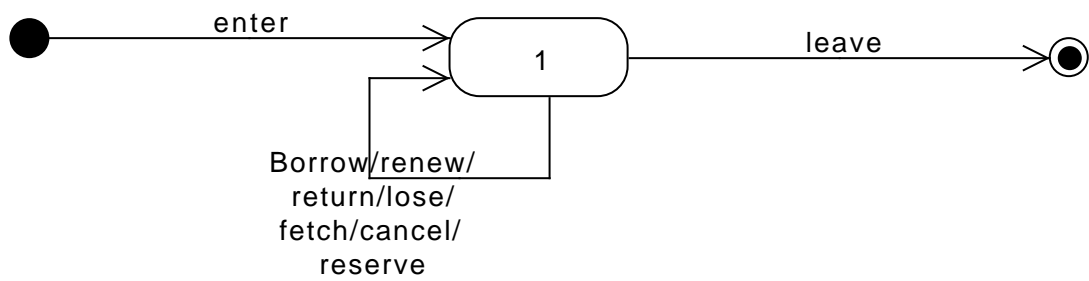 enter
1
leave
Borrow/renew/
return/lose/
fetch/cancel/
reserve